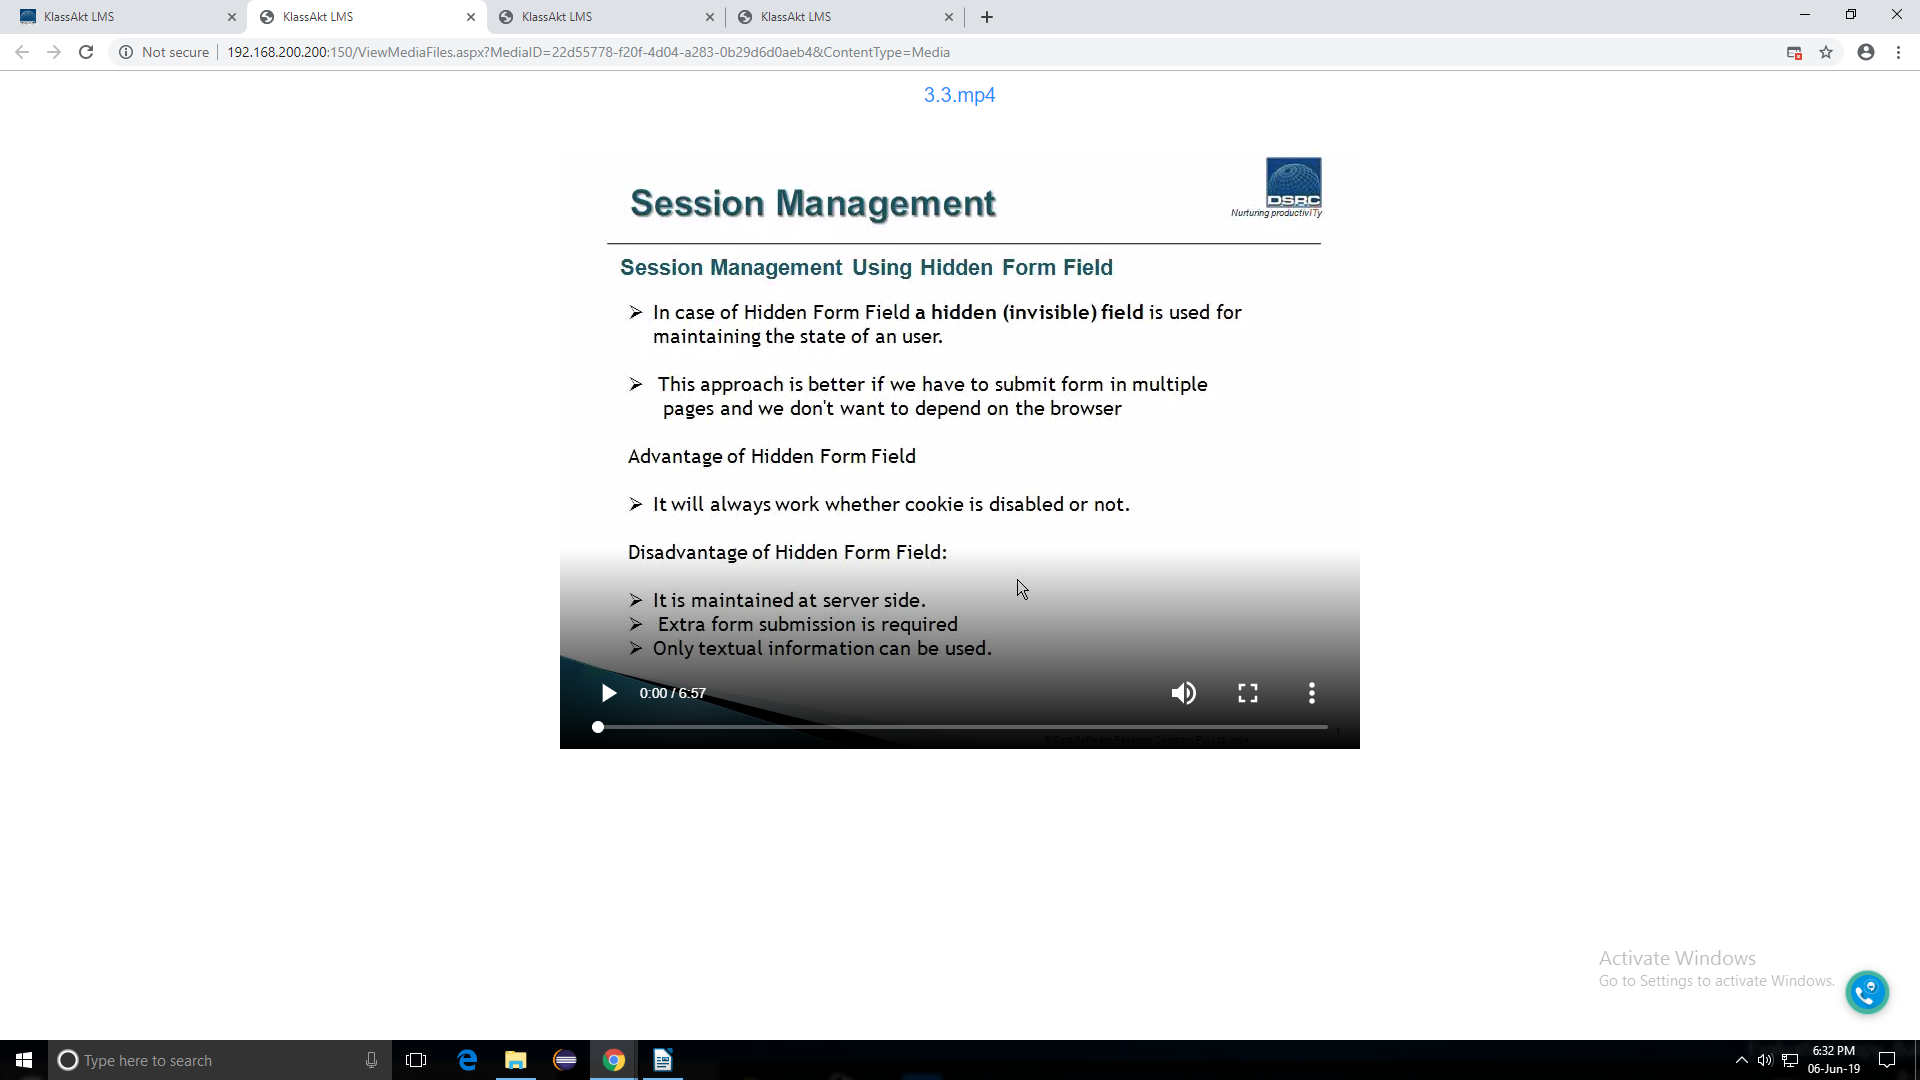 KlassAkt LMS
KlassAkt LMS
KlassAkt LMS
KlassAkt LMS
Not secure
192.168.200.200:150/ViewMediaFiles.aspx?MediaID=22d55778-f20f-4d04-a283-0b29d6d0aeb4&ContentType=Media
3.3.mp4
DSRC
Nurturing productiviTy
Session Management
Session Management Using Hidden Form Field
➢ In case of Hidden Form Field a hidden (invisible) field is used for
maintaining the state of an user.
➢ This approach is better if we have to submit form in multiple
pages and we don't want to depend on the browser
Advantage of Hidden Form Field
➢ It will always work whether cookie is disabled or not.
Disadvantage of Hidden Form Field:
➢ It is maintained at server side.
➢ Extra form submission is required
➢ Only textual information can be used.
0:00 / 6:57
1
Activate Windows
Go to Settings to activate Windows.
Type here to search
6:32 PM
06-Jun-19